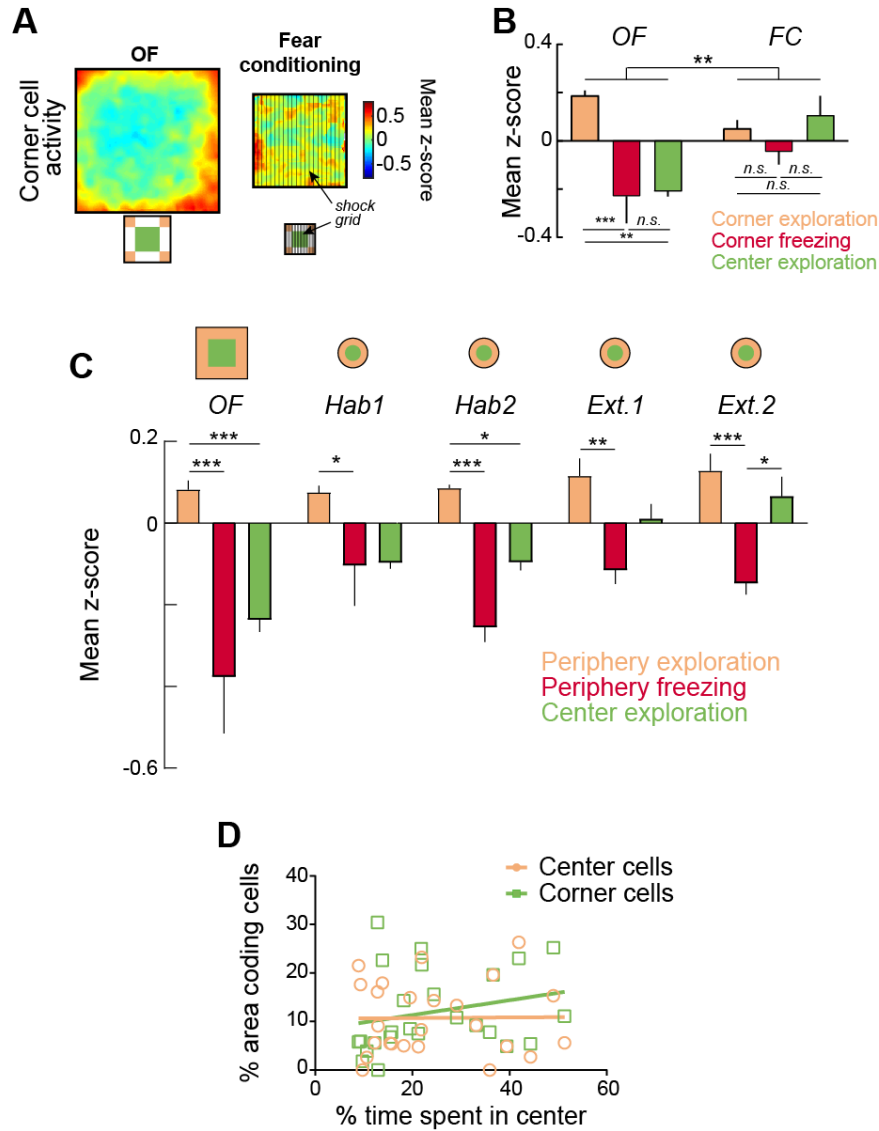 A
OF
Fear
conditioning
Corner cell
activity
0.5
0
-0.5
Mean z-score
shock
grid
B
OF
FC
0.4
0
-0.4
Mean z-score
**
***
n.s.
**
n.s.
n.s.
n.s.
Corner exploration
Corner freezing
Center exploration
C
OF
Hab1
Hab2
Ext.1
Ext.2
0.2
0
-0.6
Mean z-score
***
***
*
*
***
**
***
*
Periphery exploration
Periphery freezing
Center exploration
D
Center cells
Corner cells
% area coding cells
40
30
20
10
0
0
20
40
60
% time spent in center